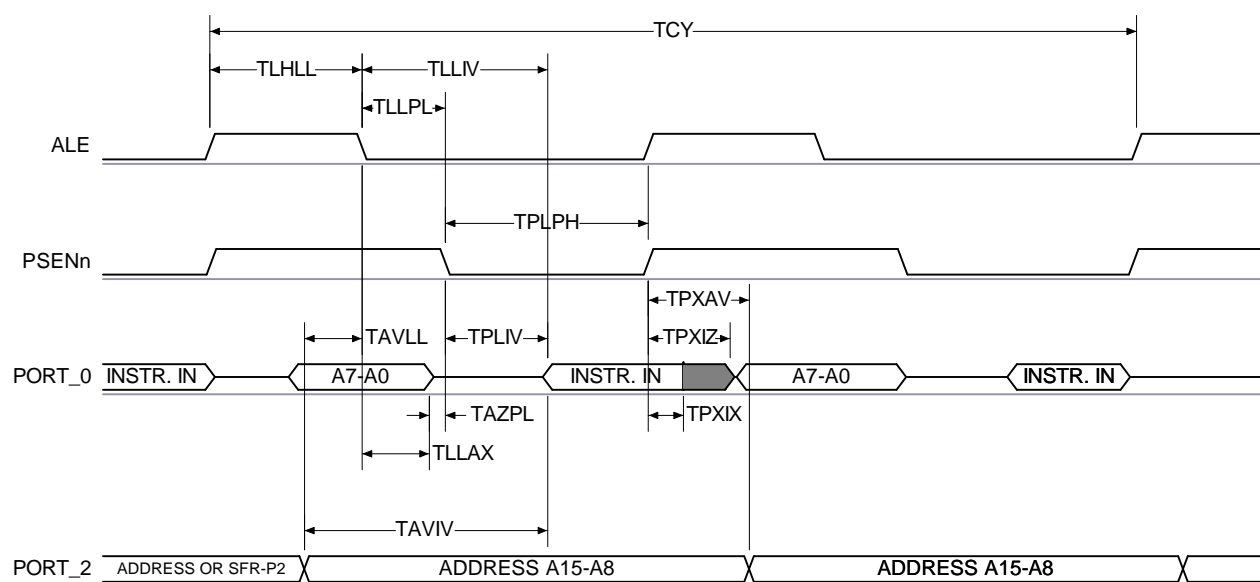 TCY
TLHLL TLLIV
TLLPL
ALE
TPLPH
PSENn
TPXAV
TAVLL TPLIV TPXIZ
PORT_0 INSTR. IN A7-A0 INSTR. IN A7-A0 INSTR. IN
TAZPL TPXIX
TLLAX
TAVIV
PORT_2 ADDRESS OR SFR-P2 ADDRESS A15-A8 ADDRESS A15-A8